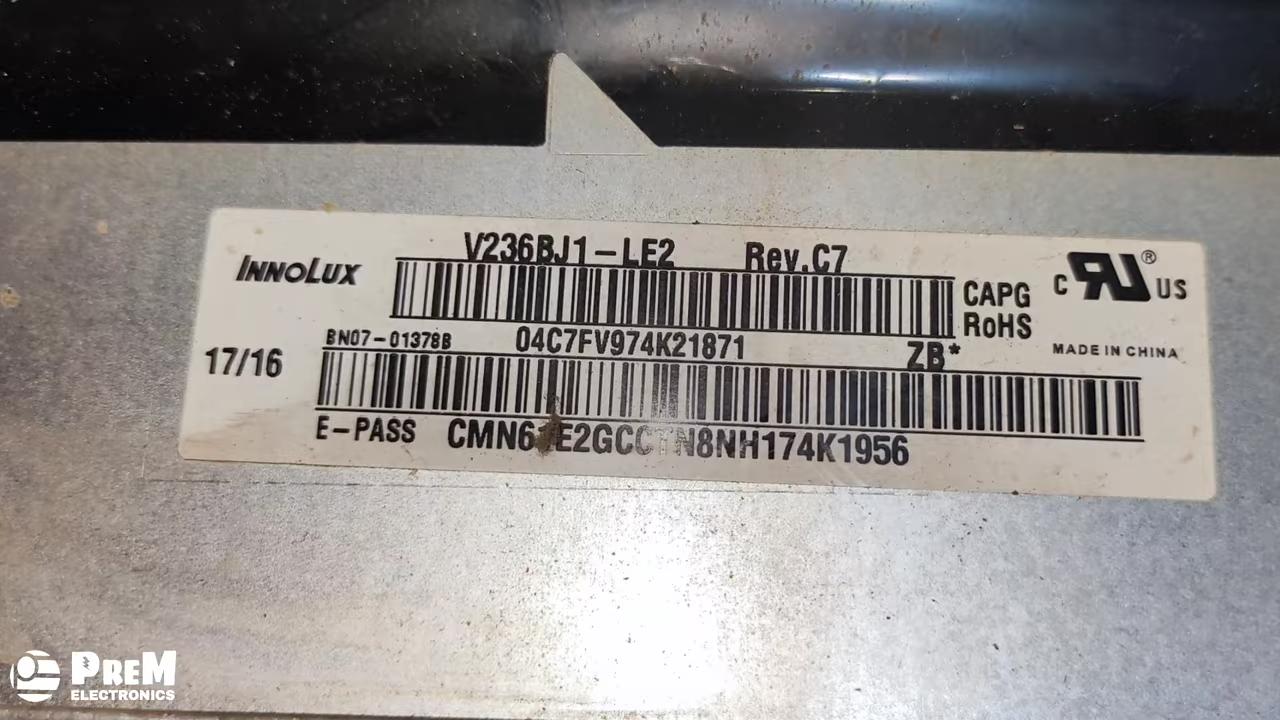 V236BJ1-LE2 Rev.C7
INNOLUX
CAPG
RoHS
C RU® US
BN07-01378B 04C7FV974K21871 ZB*
MADE IN CHINA
17/16
E-PASS
PREM
ELECTRONICS